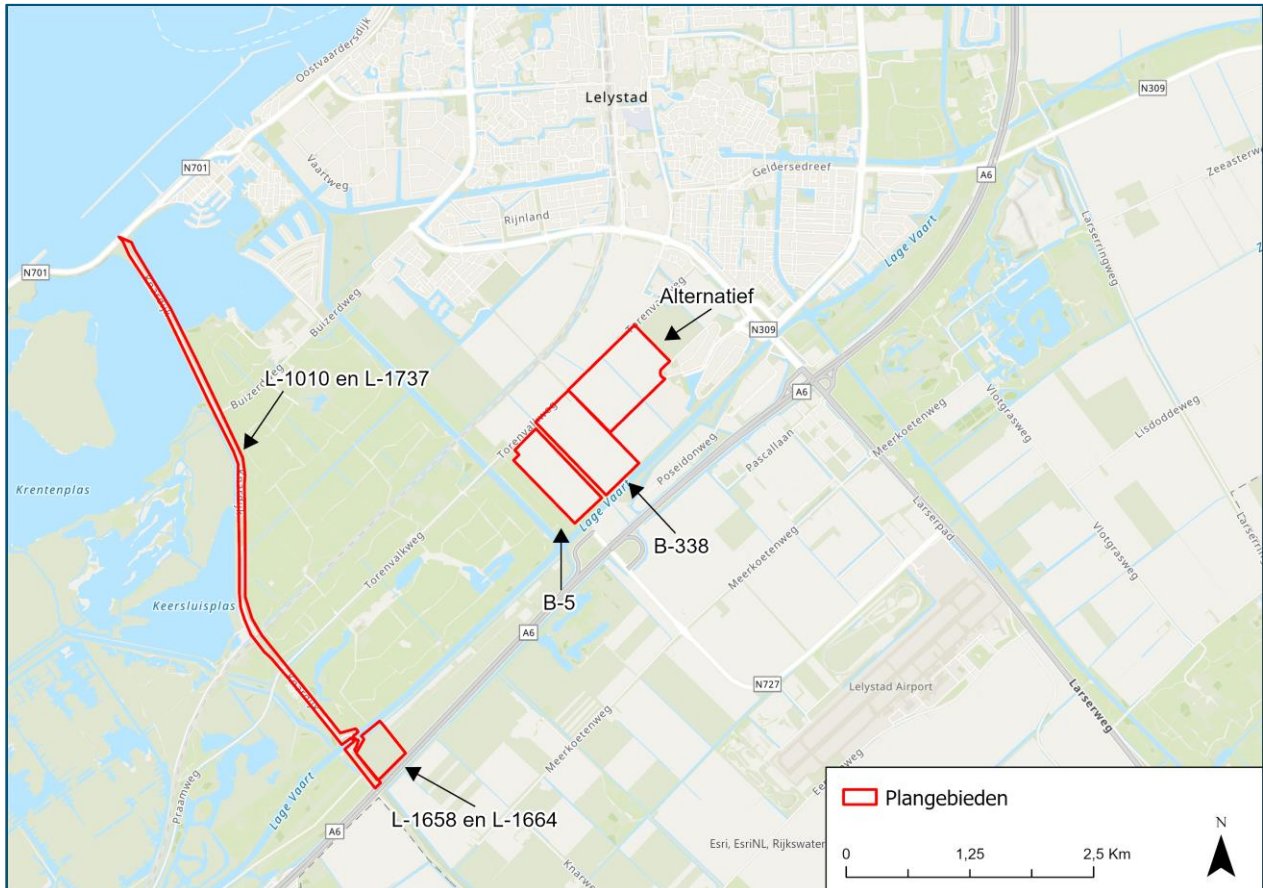 Oostvaardersdijk
Lelystad
N309
N701
Vaartweg
Geldersedreef
A6
Zeeasterweg
Larserringweg
Rijnland
Lage Vaart
N701
Buizerdweg
Alternatief
N309
Buizerdweg
L-1010 en L-1737
A6
Vlotgrasweg
Lisdoddeweg
Meerkoetenweg
Pascallaan
Poseidonweg
Torenvalkweg
Krentenplas
Larserpad
Lage Vaart
B-338
Vlotgrasweg
Meerkoetenweg
B-5
Torenvalkweg
Keersluisplas
A6
N727
Lelystad Airport
Larserweg
Meerkoetenweg
Praamweg
Lage Vaart
L-1658 en L-1664
A6
Plangebieden
Esri, EsriNL, Rijkswater
N
0 1,25 2,5 Km